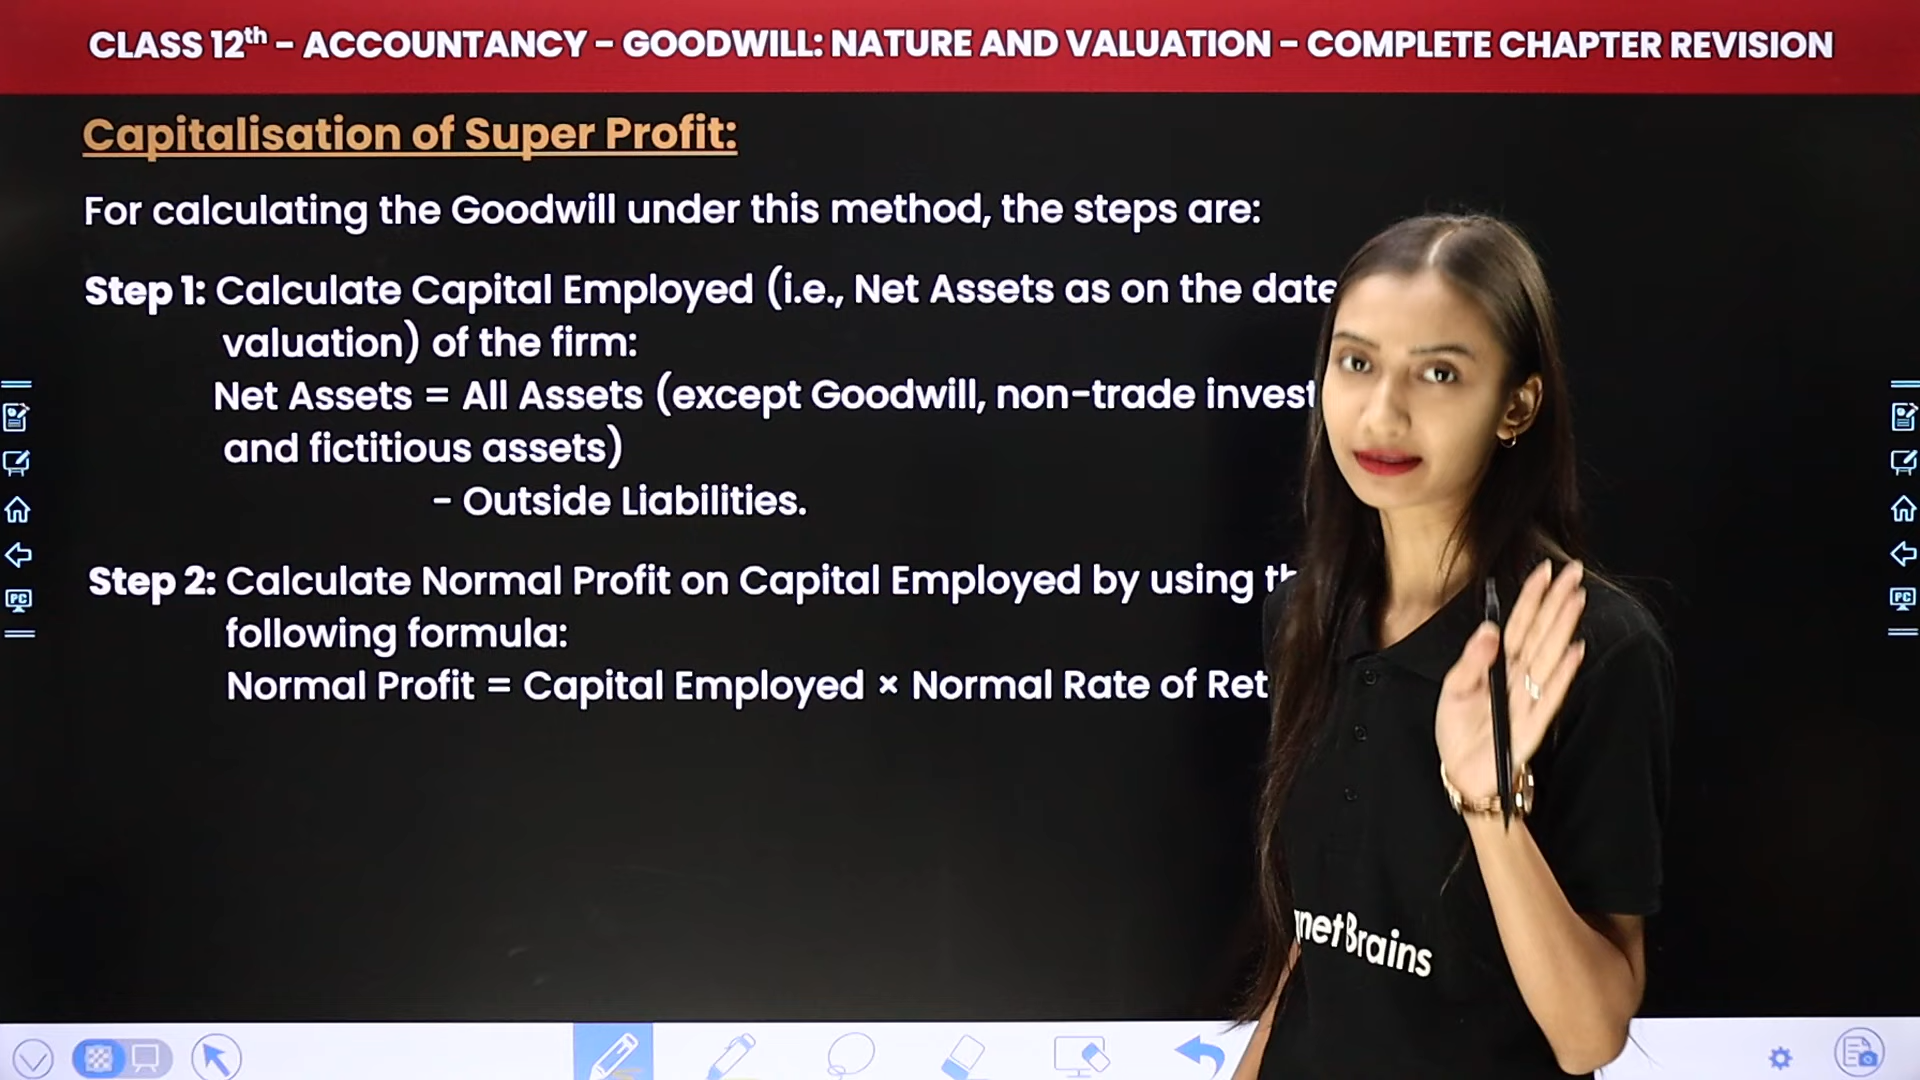 CLASS 12th – ACCOUNTANCY – GOODWILL: NATURE AND VALUATION – COMPLETE CHAPTER REVISION
Capitalisation of Super Profit:
For calculating the Goodwill under this method, the steps are:
Step 1: Calculate Capital Employed (i.e., Net Assets as on the date
valuation) of the firm:
Net Assets = All Assets (except Goodwill, non-trade
and fictitious assets)
- Outside Liabilities.
Step 2: Calculate Normal Profit on Capital Employed by using
following formula:
Normal Profit = Capital Employed × Normal Rate of
netBrains
PC
PC